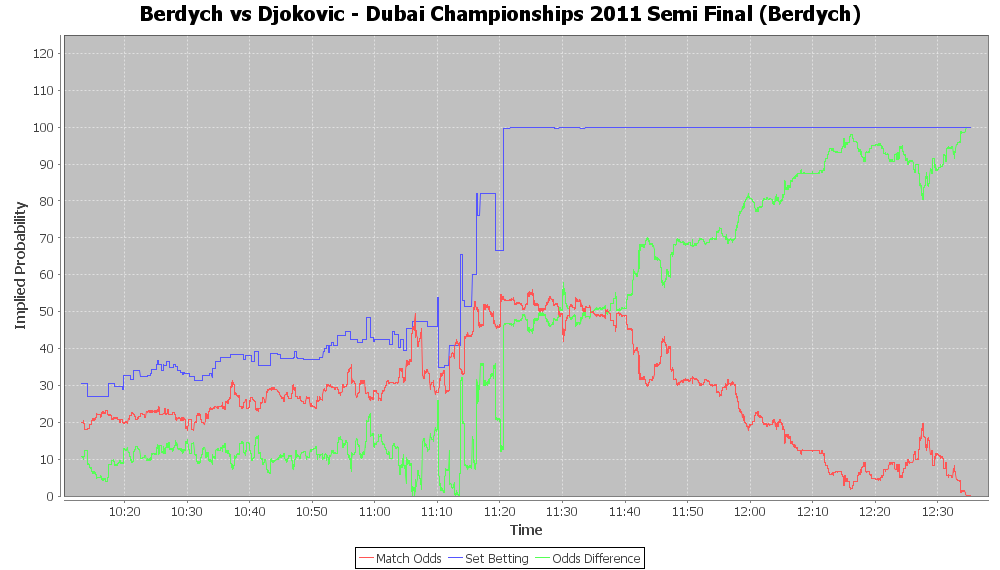 Berdych vs Djokovic - Dubai Championships 2011 Semi Final (Berdych)
120
110
100
90
80
70
60
50
40
30
20
10
0
Implied Probability
10:20 10:30 10:40 10:50 11:00 11:10 11:20 11:30 11:40 11:50 12:00 12:10 12:20 12:30
Time
Match Odds Set Betting Odds Difference